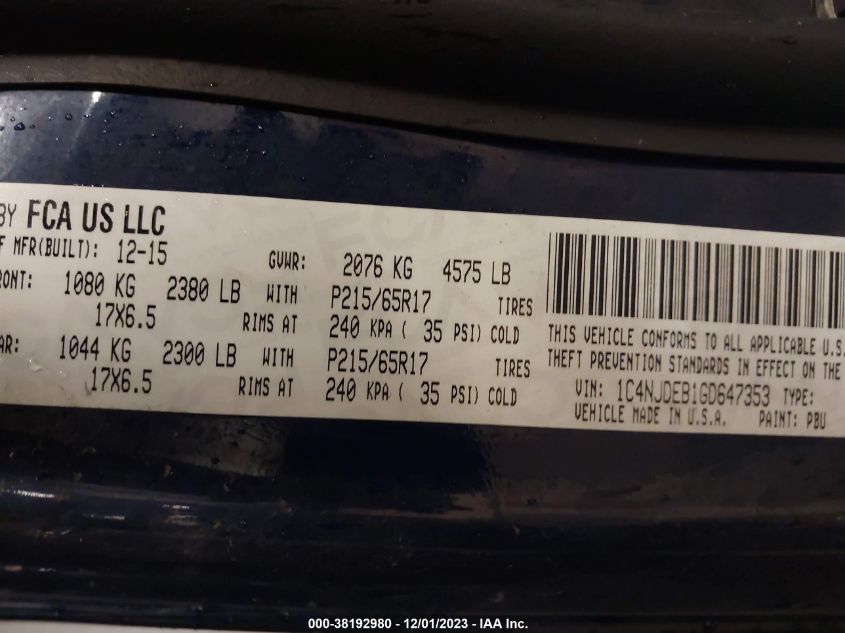 BY FCA US LLC
F MFR(BUILT): 12-15 GVWR: 2076 KG 4575 LB
RONT: 1080 KG 2380 LB WITH P215/65R17 TIRES
17X6.5 RIMS AT 240 KPA ( 35 PSI) COLD
AR: 1044 KG 2300 LB WITH P215/65R17 TIRES
17X6.5 RIMS AT 240 KPA ( 35 PSI) COLD
THIS VEHICLE CONFORMS TO ALL APPLICABLE U.S.
THEFT PREVENTION STANDARDS IN EFFECT ON THE
VIN: 1C4NJDEB1GD647353 TYPE:
VEHICLE MADE IN U.S.A. PAINT: PBU
000-38192980 - 12/01/2023 - IAA Inc.